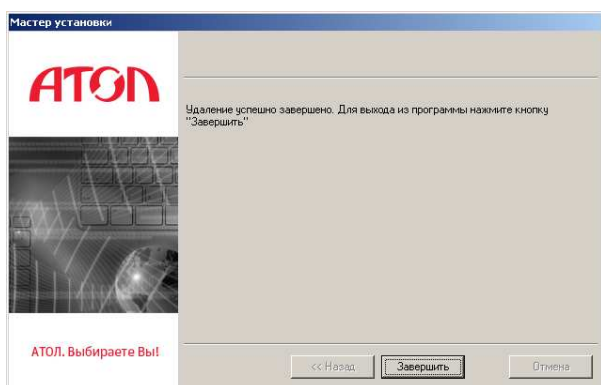 Мастер установки
АТОЛ
Удаление успешно завершено. Для выхода из программы нажмите кнопку
"Завершить"
АТОЛ. Выбираете Вы!
<< Назад
Завершить
Отмена